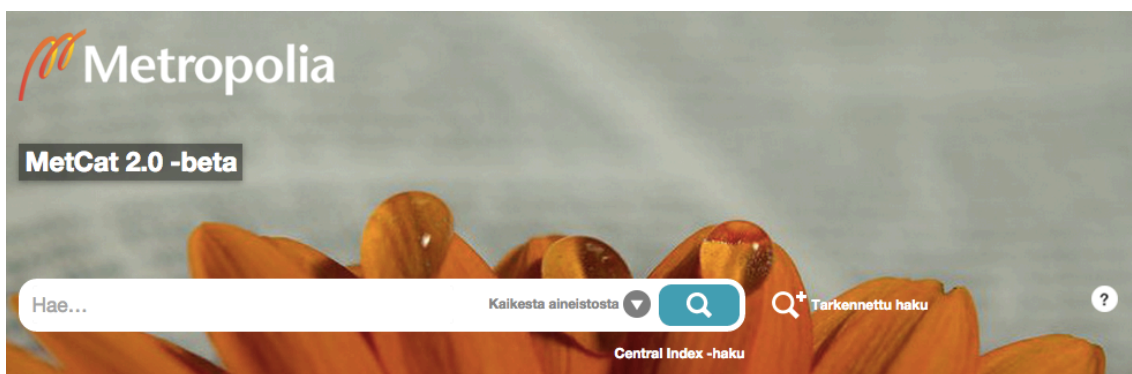 Metropolia
MetCat 2.0 -beta
Hae...
Kaikesta aineistosta
Tarkennettu haku
?
Central Index -haku